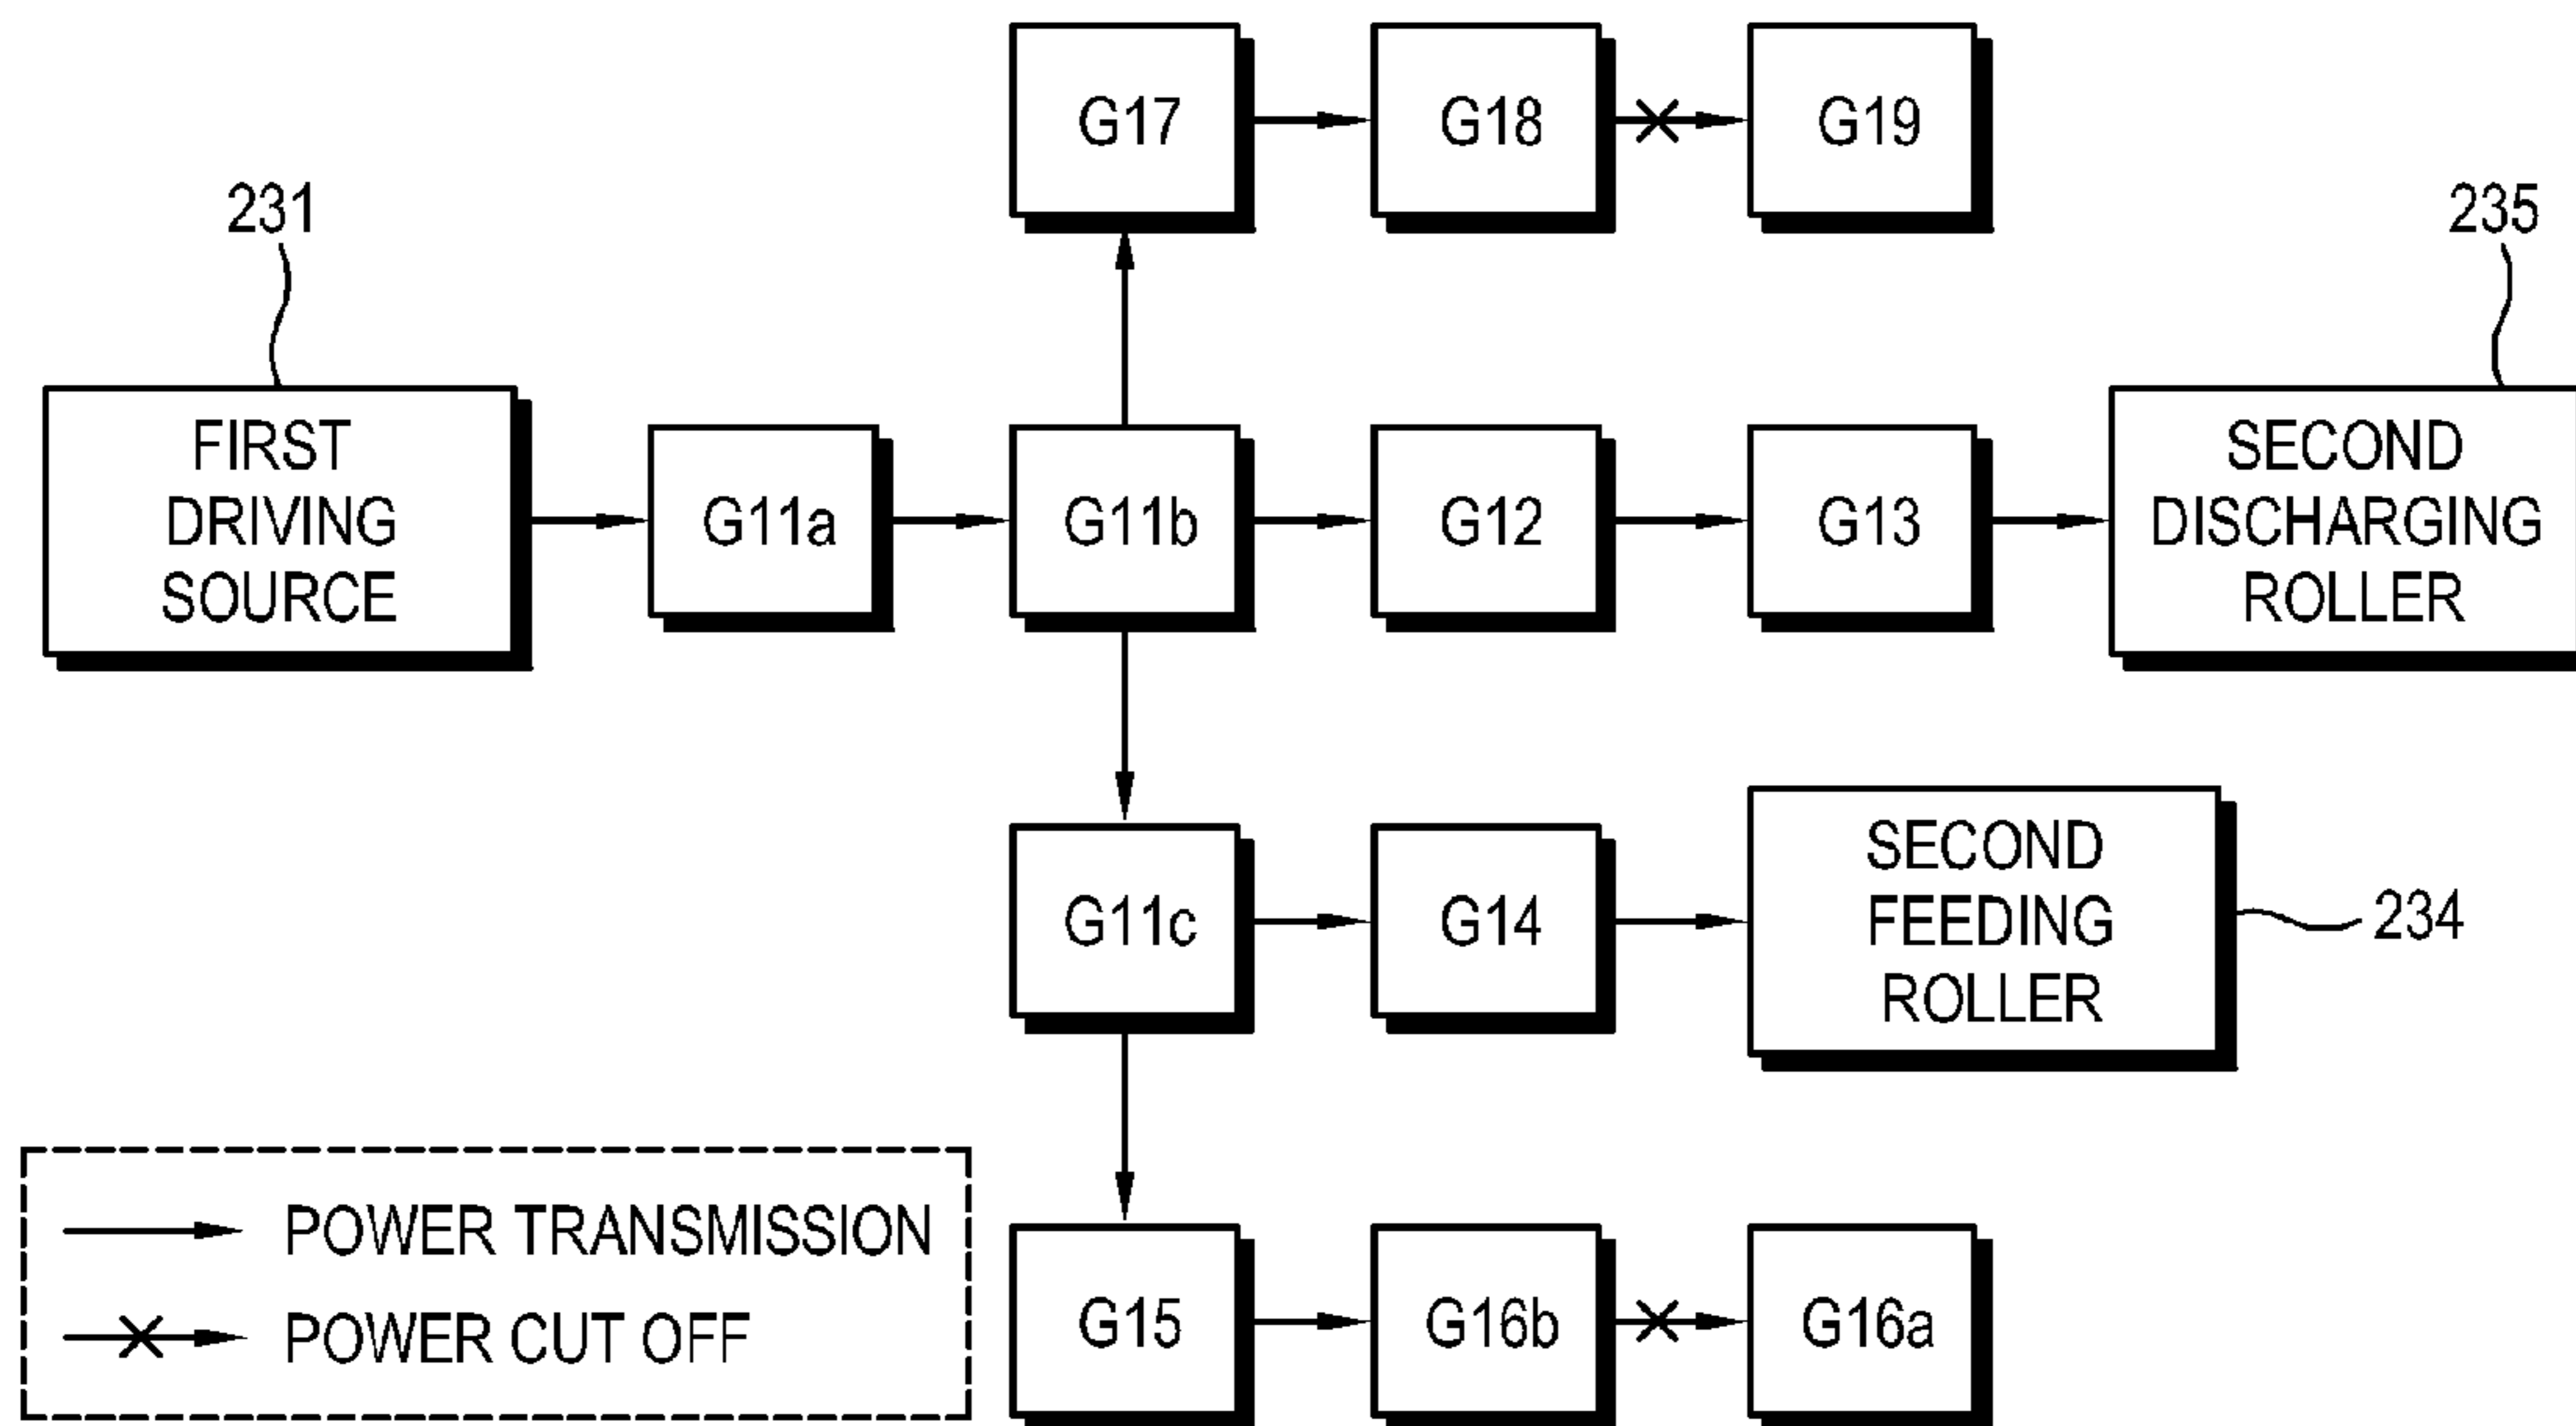 G17
G18
G19
231
235
FIRST
DRIVING
SOURCE
G11a
G11b
G12
G13
SECOND
DISCHARGING
ROLLER
G11c
G14
SECOND
FEEDING
ROLLER
234
POWER TRANSMISSION
POWER CUT OFF
G15
G16b
G16a